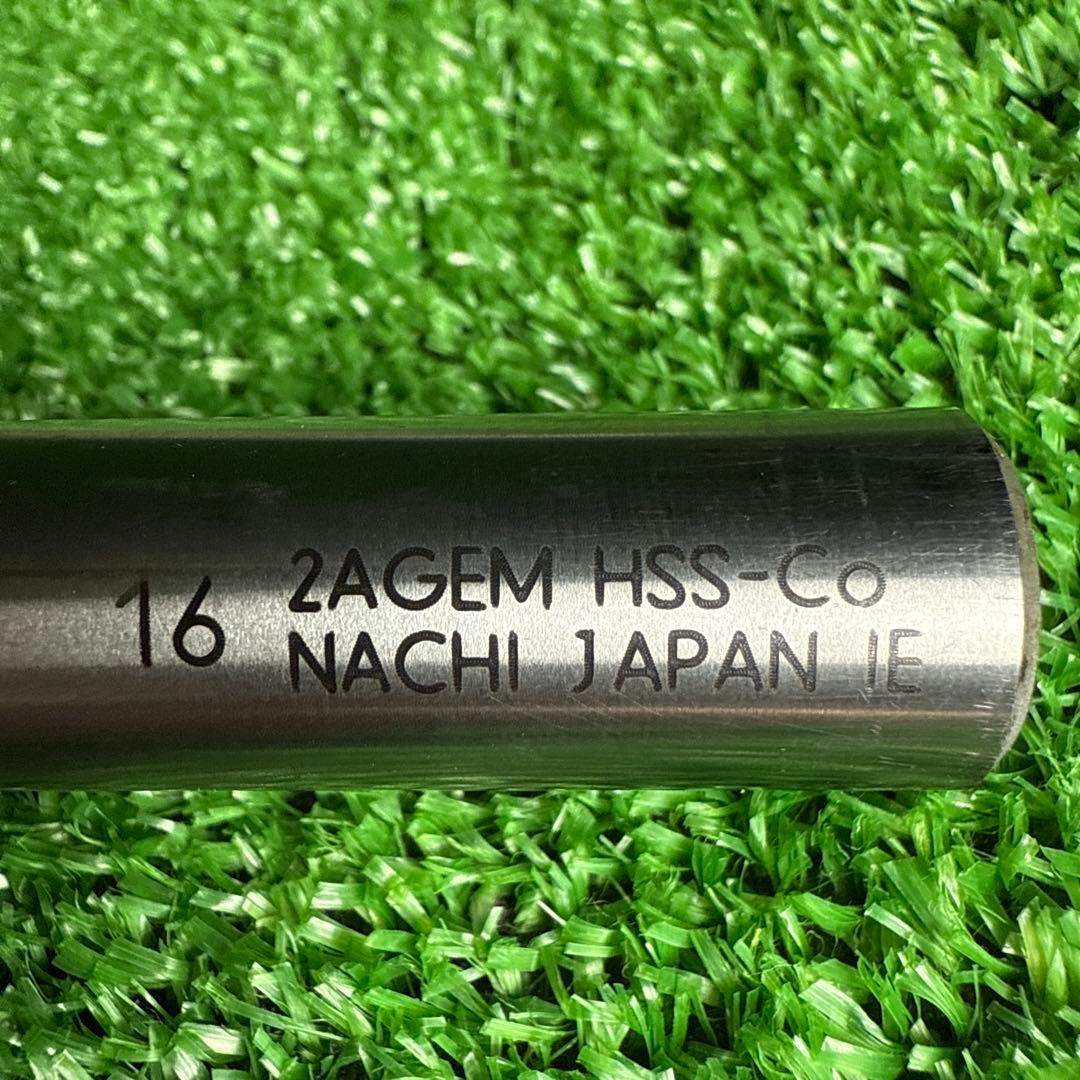 16
2AGEM HSS-Co
NACHI JAPAN IE